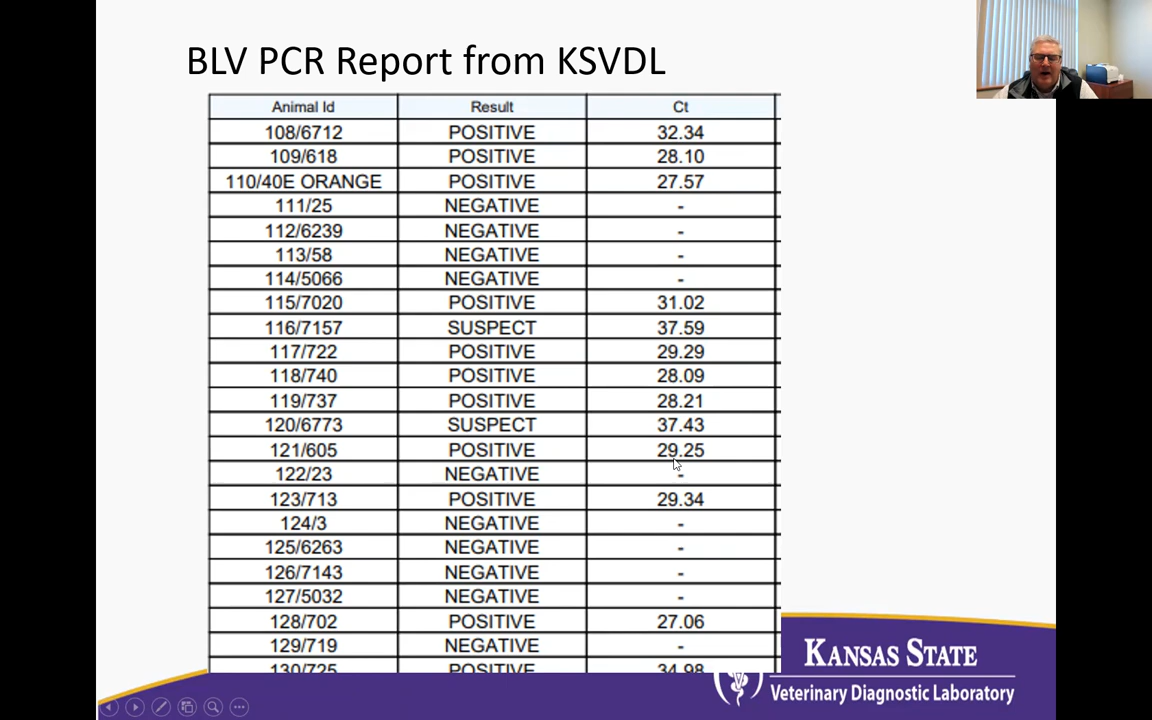 BLV PCR Report from KSVDL
Animal Id Result Ct
108/6712 POSITIVE 32.34
109/618 POSITIVE 28.10
110/40E ORANGE POSITIVE 27.57
111/25 NEGATIVE -
112/6239 NEGATIVE -
113/58 NEGATIVE -
114/5066 NEGATIVE -
115/7020 POSITIVE 31.02
116/7157 SUSPECT 37.59
117/722 POSITIVE 29.29
118/740 POSITIVE 28.09
119/737 POSITIVE 28.21
120/6773 SUSPECT 37.43
121/605 POSITIVE 29.25
122/23 NEGATIVE -
123/713 POSITIVE 29.34
124/3 NEGATIVE -
125/6263 NEGATIVE -
126/7143 NEGATIVE -
127/5032 NEGATIVE -
128/702 POSITIVE 27.06
129/719 NEGATIVE -
130/725 POSITIVE 34.98
KANSAS STATE
Veterinary Diagnostic Laboratory